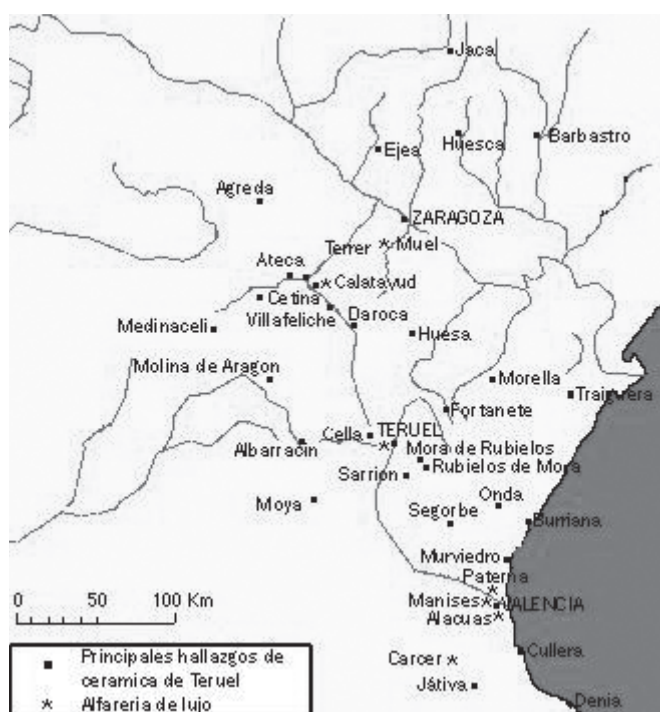 Jaca
Ejea
Huesca
Barbastro
Agreda
ZARAGOZA
Terrer
Muel
Ateca
Calatayud
Cetina
Villafeliche
Daroca
Medinaceli
Huesa
Molina de Aragon
Morella
Traiguera
Fortanete
Cella
TERUEL
Albarracin
Mora de Rubielos
Rubielos de Mora
Sarrion
Moya
Onda
Segorbe
Burriana
Murviedro
Paterna
0 50 100 Km
Manises
VALENCIA
Alacuas
Cullera
Carcer
Játiva
Denia
Principales hallazgos de
ceramica de Teruel
Alfareria de lujo